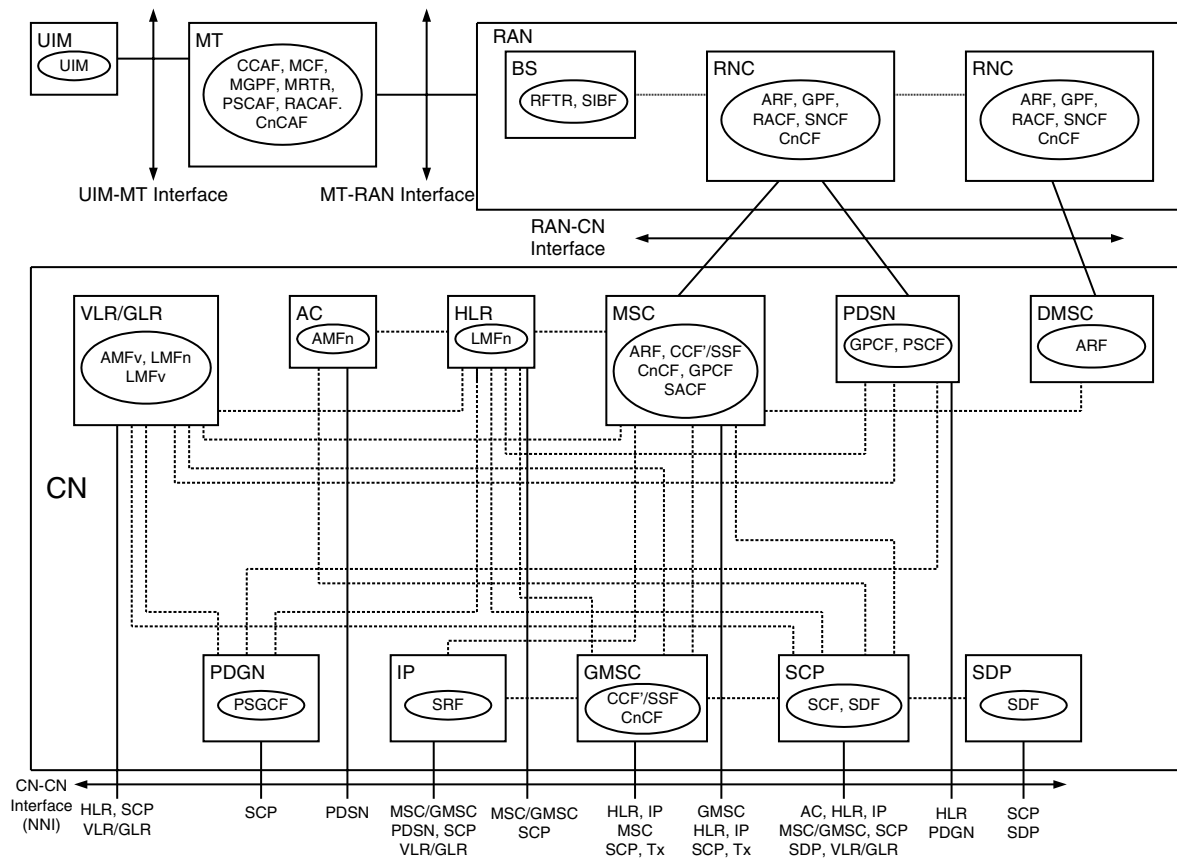 UIM
UIM
MT
CCAF, MCF,
MGPF, MRTR,
PSCAF, RACAF.
CnCAF
RAN
BS
RFTR, SIBF
RNC
ARF, GPF,
RACF, SNCF
CnCF
RNC
ARF, GPF,
RACF, SNCF
CnCF
UIM-MT Interface
MT-RAN Interface
RAN-CN
Interface
CN
VLR/GLR
AMFv, LMFn
LMFv
AC
AMFn
HLR
LMFn
MSC
ARF, CCF'/SSF
CnCF, GPCF
SACF
PDSN
GPCF, PSCF
DMSC
ARF
PDGN
PSGCF
IP
SRF
GMSC
CCF'/SSF
CnCF
SCP
SCF, SDF
SDP
SDF
CN-CN
Interface
(NNI)
HLR, SCP
VLR/GLR
SCP
PDSN
MSC/GMSC
PDSN, SCP
VLR/GLR
MSC/GMSC
SCP
HLR, IP
MSC
SCP, Tx
GMSC
HLR, IP
SCP, Tx
AC, HLR, IP
MSC/GMSC, SCP
SDP, VLR/GLR
HLR
PDGN
SCP
SDP